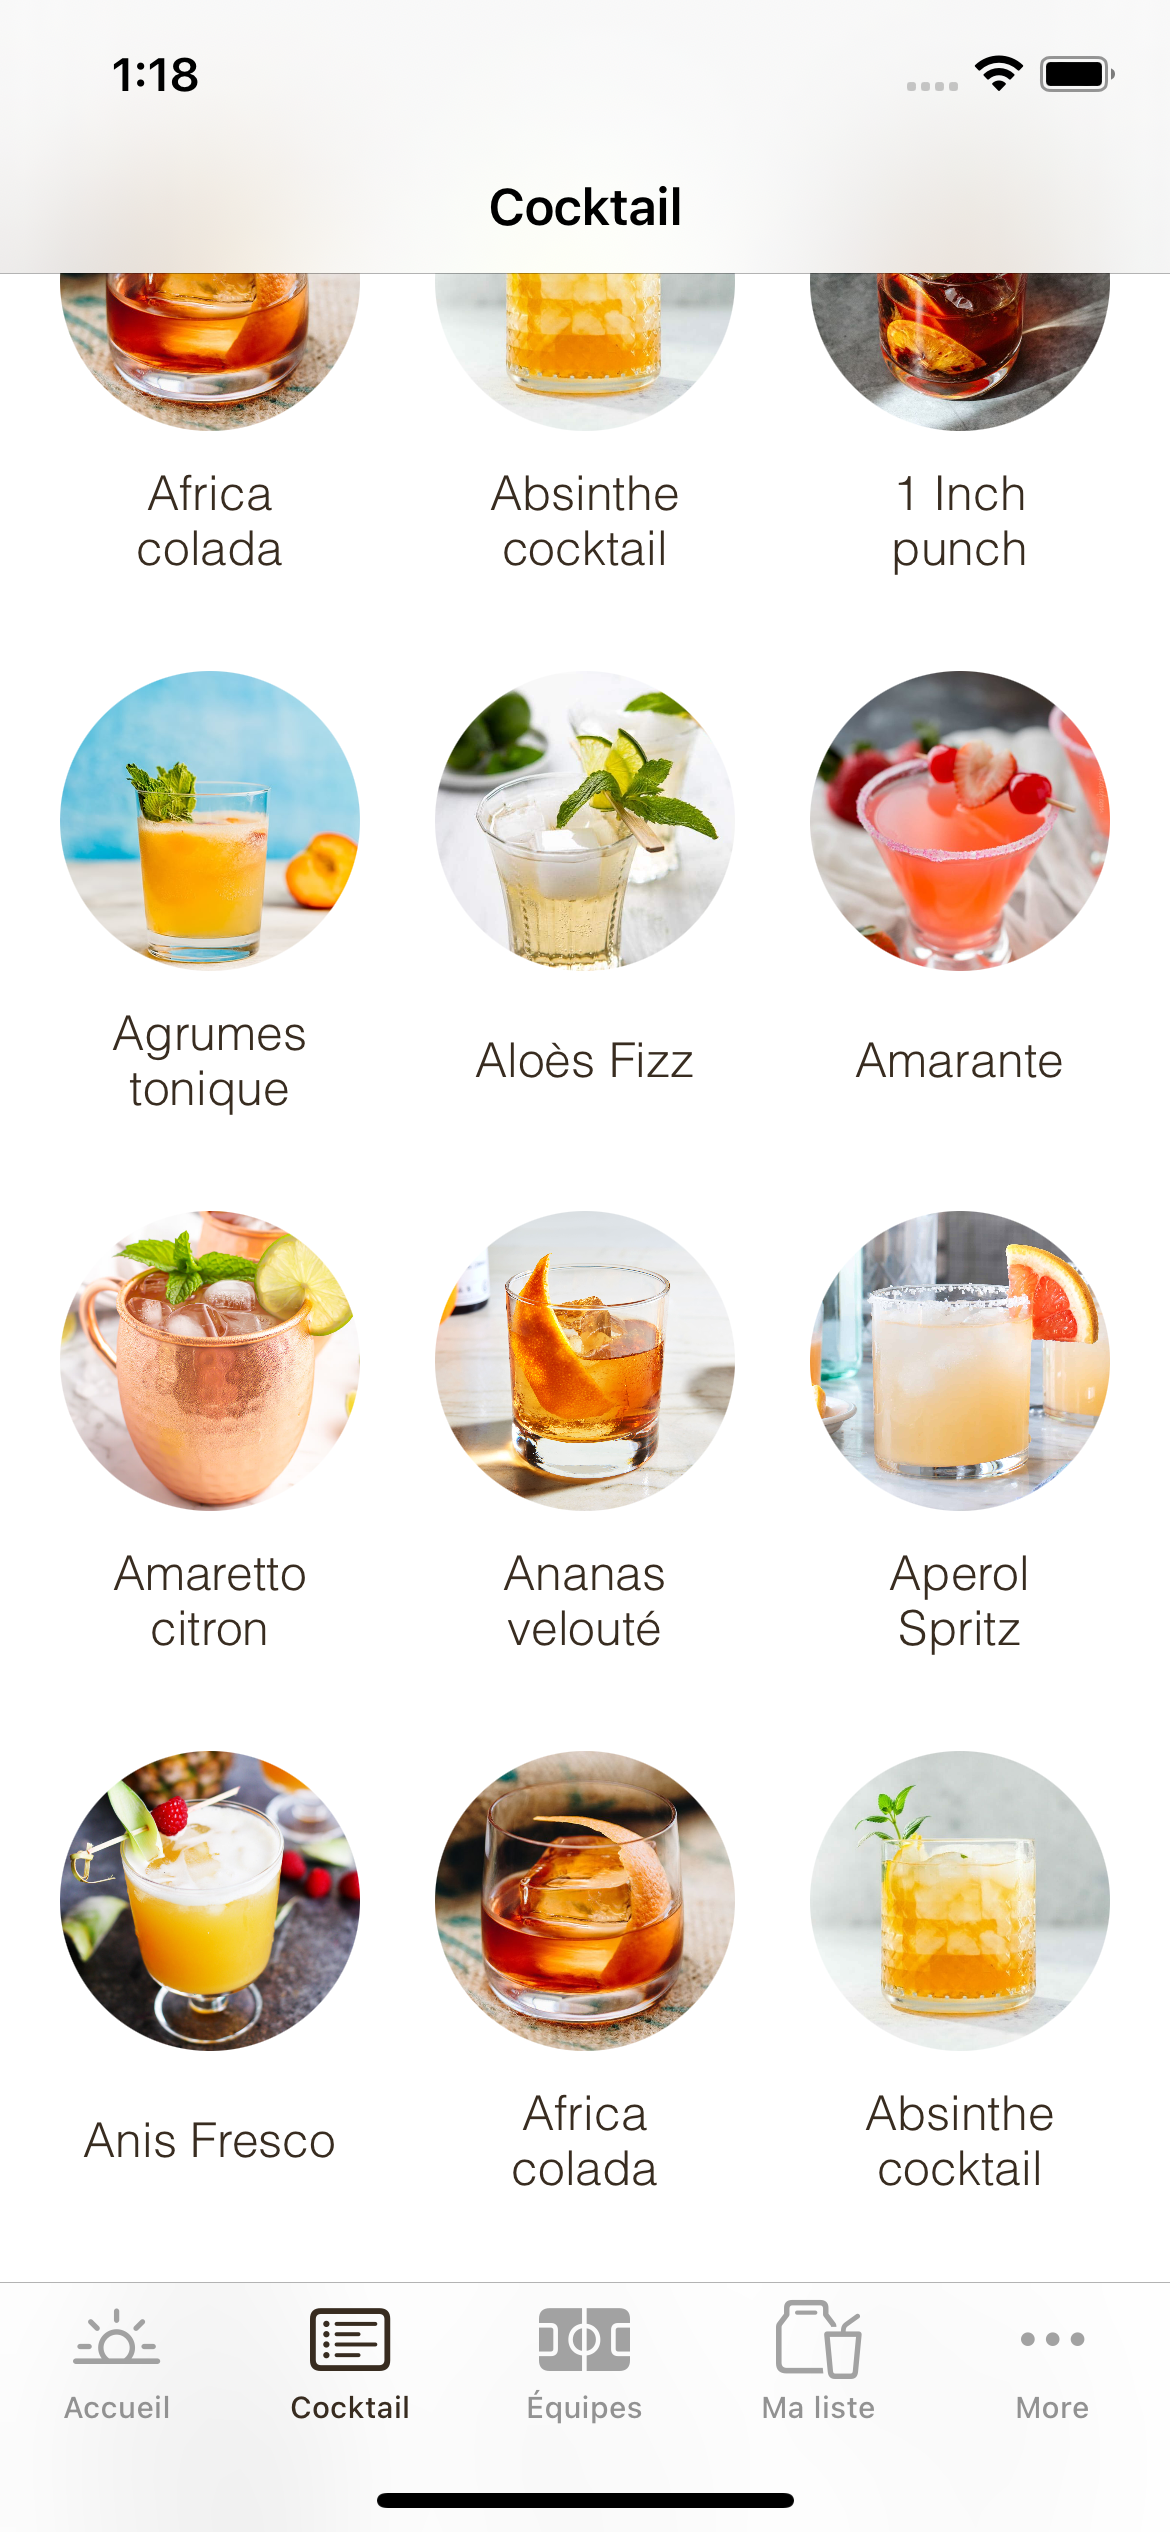 1:18
Cocktail
Africa
colada
Absinthe
cocktail
1 Inch
punch
Agrumes
tonique
Aloès Fizz
Amarante
Amaretto
citron
Ananas
velouté
Aperol
Spritz
Anis Fresco
Africa
colada
Absinthe
cocktail
Accueil
Cocktail
Équipes
Ma liste
More